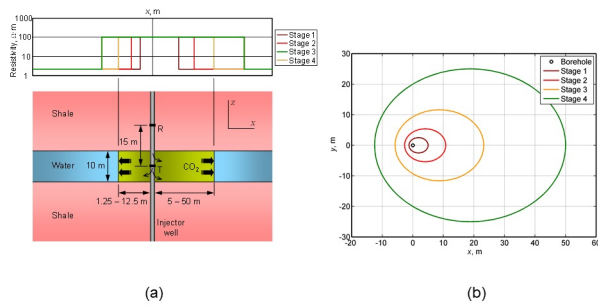 x, m
Resistivity, Ω m
1000
100
10
1
Stage 1
Stage 2
Stage 3
Stage 4
Shale
z
x
R
15 m
Water
10 m
T
CO2
1.25 – 12.5 m
5 – 50 m
Shale
Injector
well
(a)
30
20
10
0
-10
-20
-30
y, m
-20
-10
0
10
20
30
40
50
60
x, m
Borehole
Stage 1
Stage 2
Stage 3
Stage 4
(b)